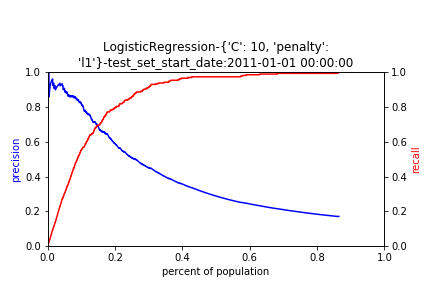 LogisticRegression-{'C': 10, 'penalty':
'l1'}-test_set_start_date:2011-01-01 00:00:00
1.0
0.8
0.6
0.4
0.2
0.0
precision
1.0
0.8
0.6
0.4
0.2
0.0
recall
0.0 0.2 0.4 0.6 0.8 1.0
percent of population